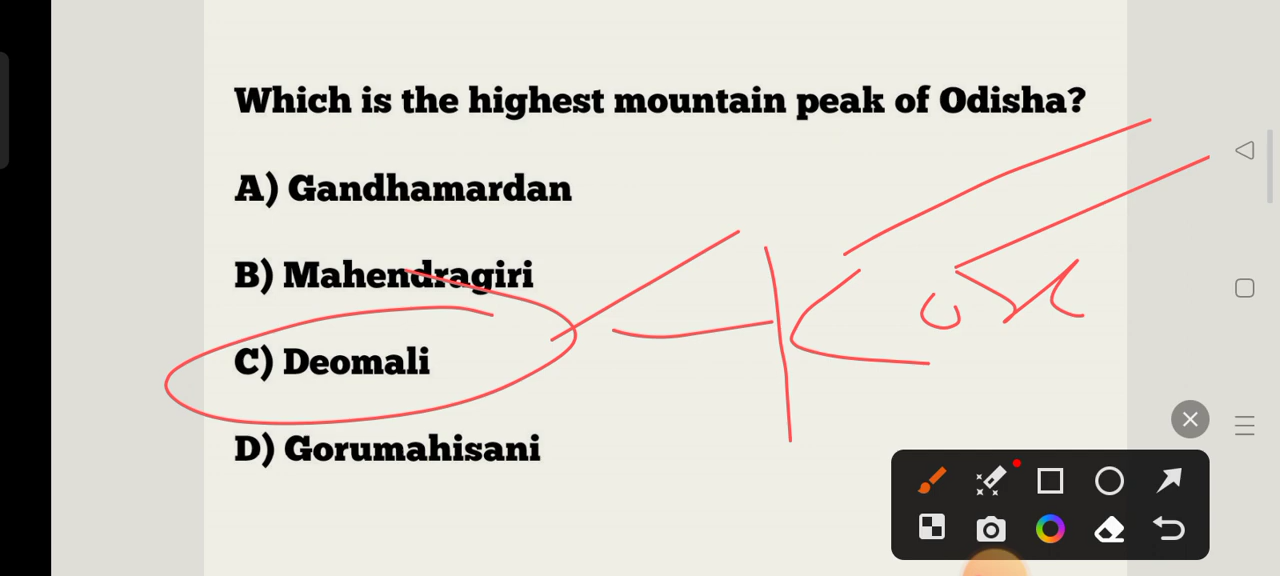 Which is the highest mountain peak of Odisha?
A) Gandhamardan
B) Mahendragiri
C) Deomali
D) Gorumahisani